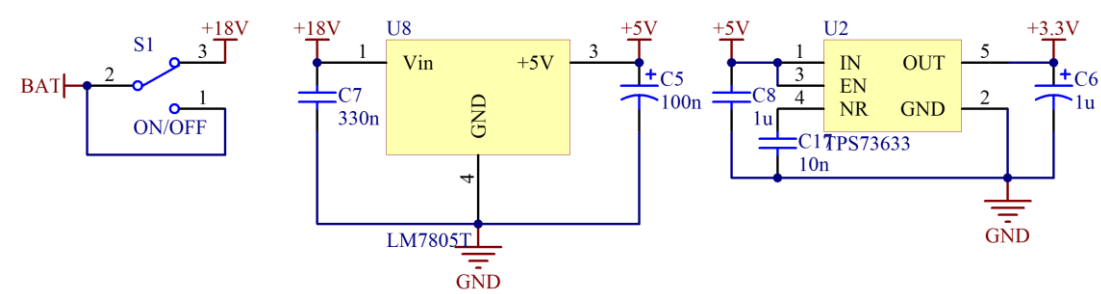 S1
+18V
3
BAT
2
1
ON/OFF
+18V
U8
+5V
1
Vin
+5V
3
C7
330n
GND
C5
100n
4
LM7805T
GND
+5V
U2
+3.3V
1
IN
OUT
5
3
EN
4
NR
GND
2
C8
1u
C6
1u
C17
TPS73633
10n
GND